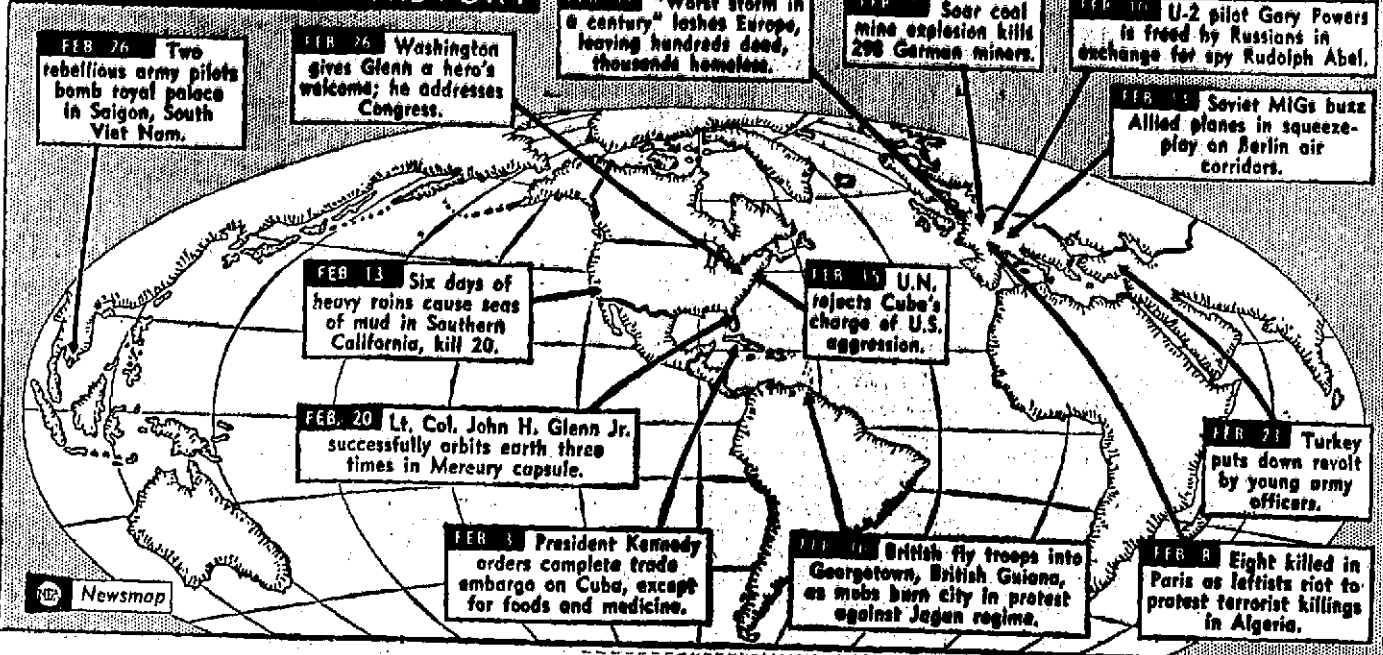 FEB 26 Two
rebellious army pilots
bomb royal palace
in Saigon, South
Viet Nam.
FEB 26 Washington
gives Glenn a hero's
welcome; he addresses
Congress.
"Worst storm in
a century" lashes Europe,
leaving hundreds dead,
thousands homeless.
FEB Saar coal
mine explosion kills
298 German miners.
FEB 10 U-2 pilot Gary Powers
is freed by Russians in
exchange for spy Rudolph Abel.
FEB Soviet MIGs buzz
Allied planes in squeeze-
play on Berlin air
corridors.
FEB 13 Six days of
heavy rains cause seas
of mud in Southern
California, kill 20.
FEB 15 U.N.
rejects Cuba's
charge of U.S.
aggression.
FEB. 20 Lt. Col. John H. Glenn Jr.
successfully orbits earth three
times in Mercury capsule.
FEB 23 Turkey
puts down revolt
by young army
officers.
FEB 3 President Kennedy
orders complete trade
embargo on Cuba, except
for foods and medicine.
British fly troops into
Georgetown, British Guiana,
as mobs burn city in protest
against Jagan regime.
FEB 8 Eight killed in
Paris as leftists riot to
protest terrorist killings
in Algeria.
NEA Newsmap